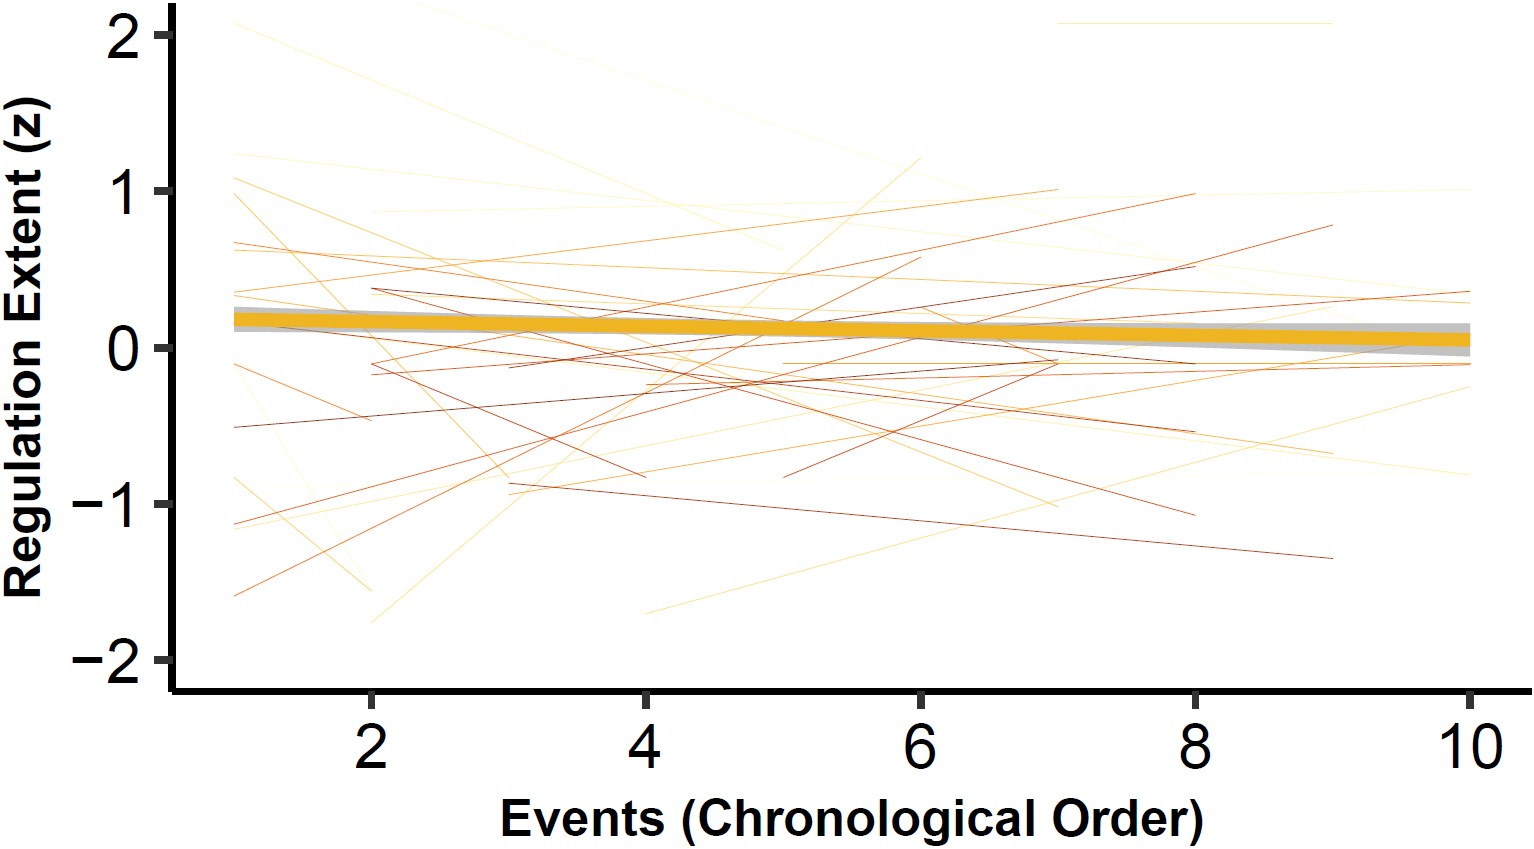 Regulation Extent (z)
2
1
0
−1
−2
2 4 6 8 10
Events (Chronological Order)